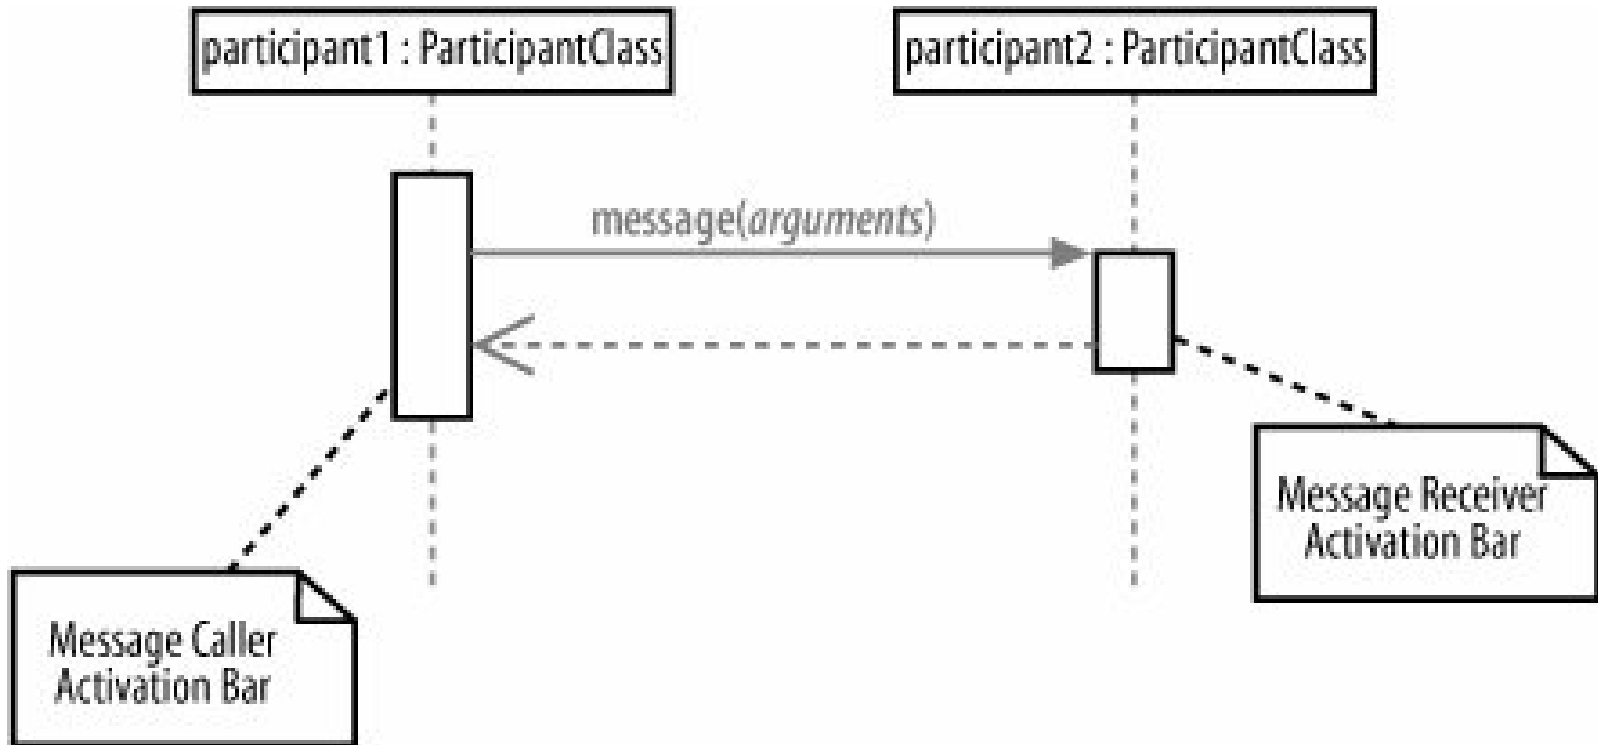 participant1 : ParticipantClass
participant2 : ParticipantClass
message(arguments)
Message Receiver
Activation Bar
Message Caller
Activation Bar